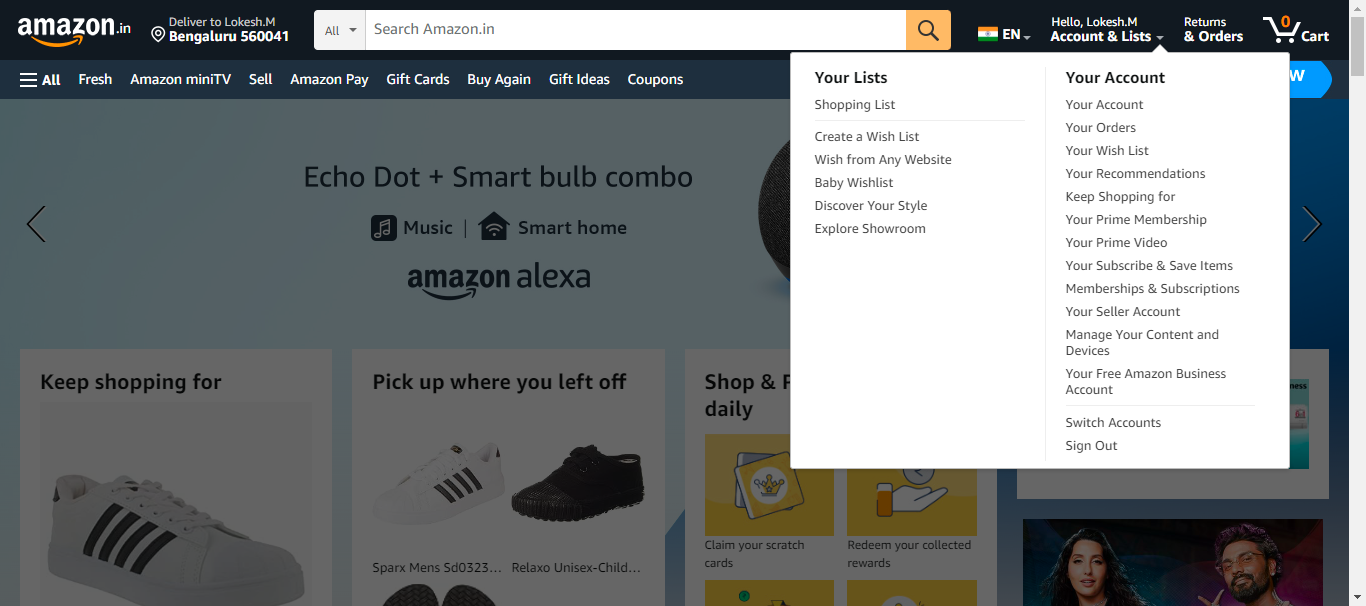 amazon.in
Deliver to Lokesh.M
Bengaluru 560041
All
Search Amazon.in
EN
Hello, Lokesh.M
Account & Lists
Returns
& Orders
0
Cart
All
Fresh
Amazon miniTV
Sell
Amazon Pay
Gift Cards
Buy Again
Gift Ideas
Coupons
W
Your Lists
Shopping List
Create a Wish List
Wish from Any Website
Baby Wishlist
Discover Your Style
Explore Showroom
Your Account
Your Account
Your Orders
Your Wish List
Your Recommendations
Keep Shopping for
Your Prime Membership
Your Prime Video
Your Subscribe & Save Items
Memberships & Subscriptions
Your Seller Account
Manage Your Content and
Devices
Your Free Amazon Business
Account
Switch Accounts
Sign Out
Echo Dot + Smart bulb combo
Music | Smart home
amazon alexa
Keep shopping for
Pick up where you left off
Sparx Mens Sd0323...
Relaxo Unisex-Child...
Shop &
daily
Claim your scratch
cards
Redeem your collected
rewards